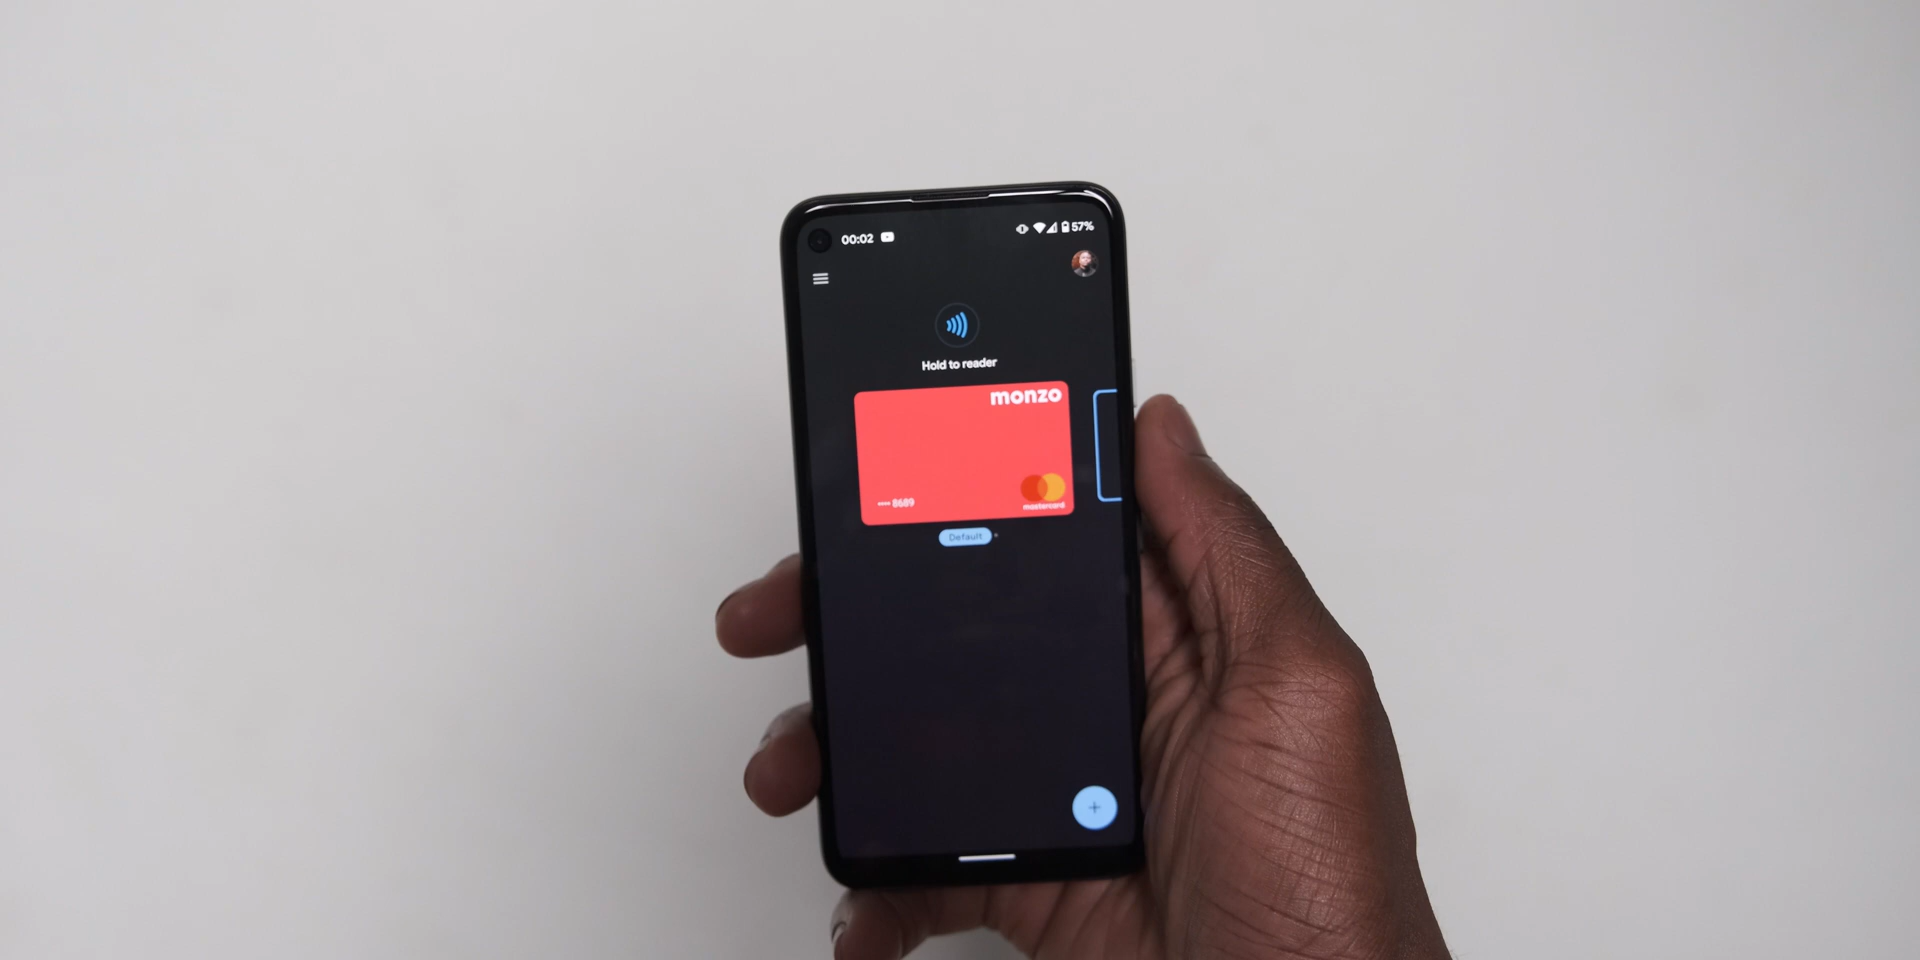 00:02
57%
Hold to reader
monzo
•••• 8689
mastercard
Default